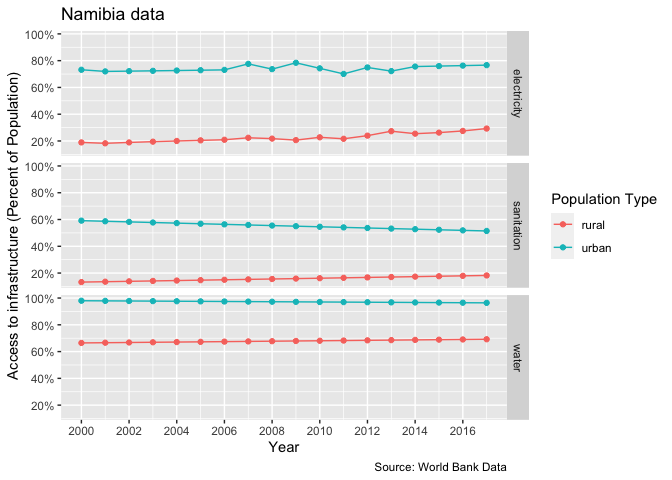 Namibia data
Access to infrastructure (Percent of Population)
100%
80%
60%
40%
20%
electricity
100%
80%
60%
40%
20%
sanitation
100%
80%
60%
40%
20%
water
2000 2002 2004 2006 2008 2010 2012 2014 2016
Year
Source: World Bank Data
Population Type
rural
urban